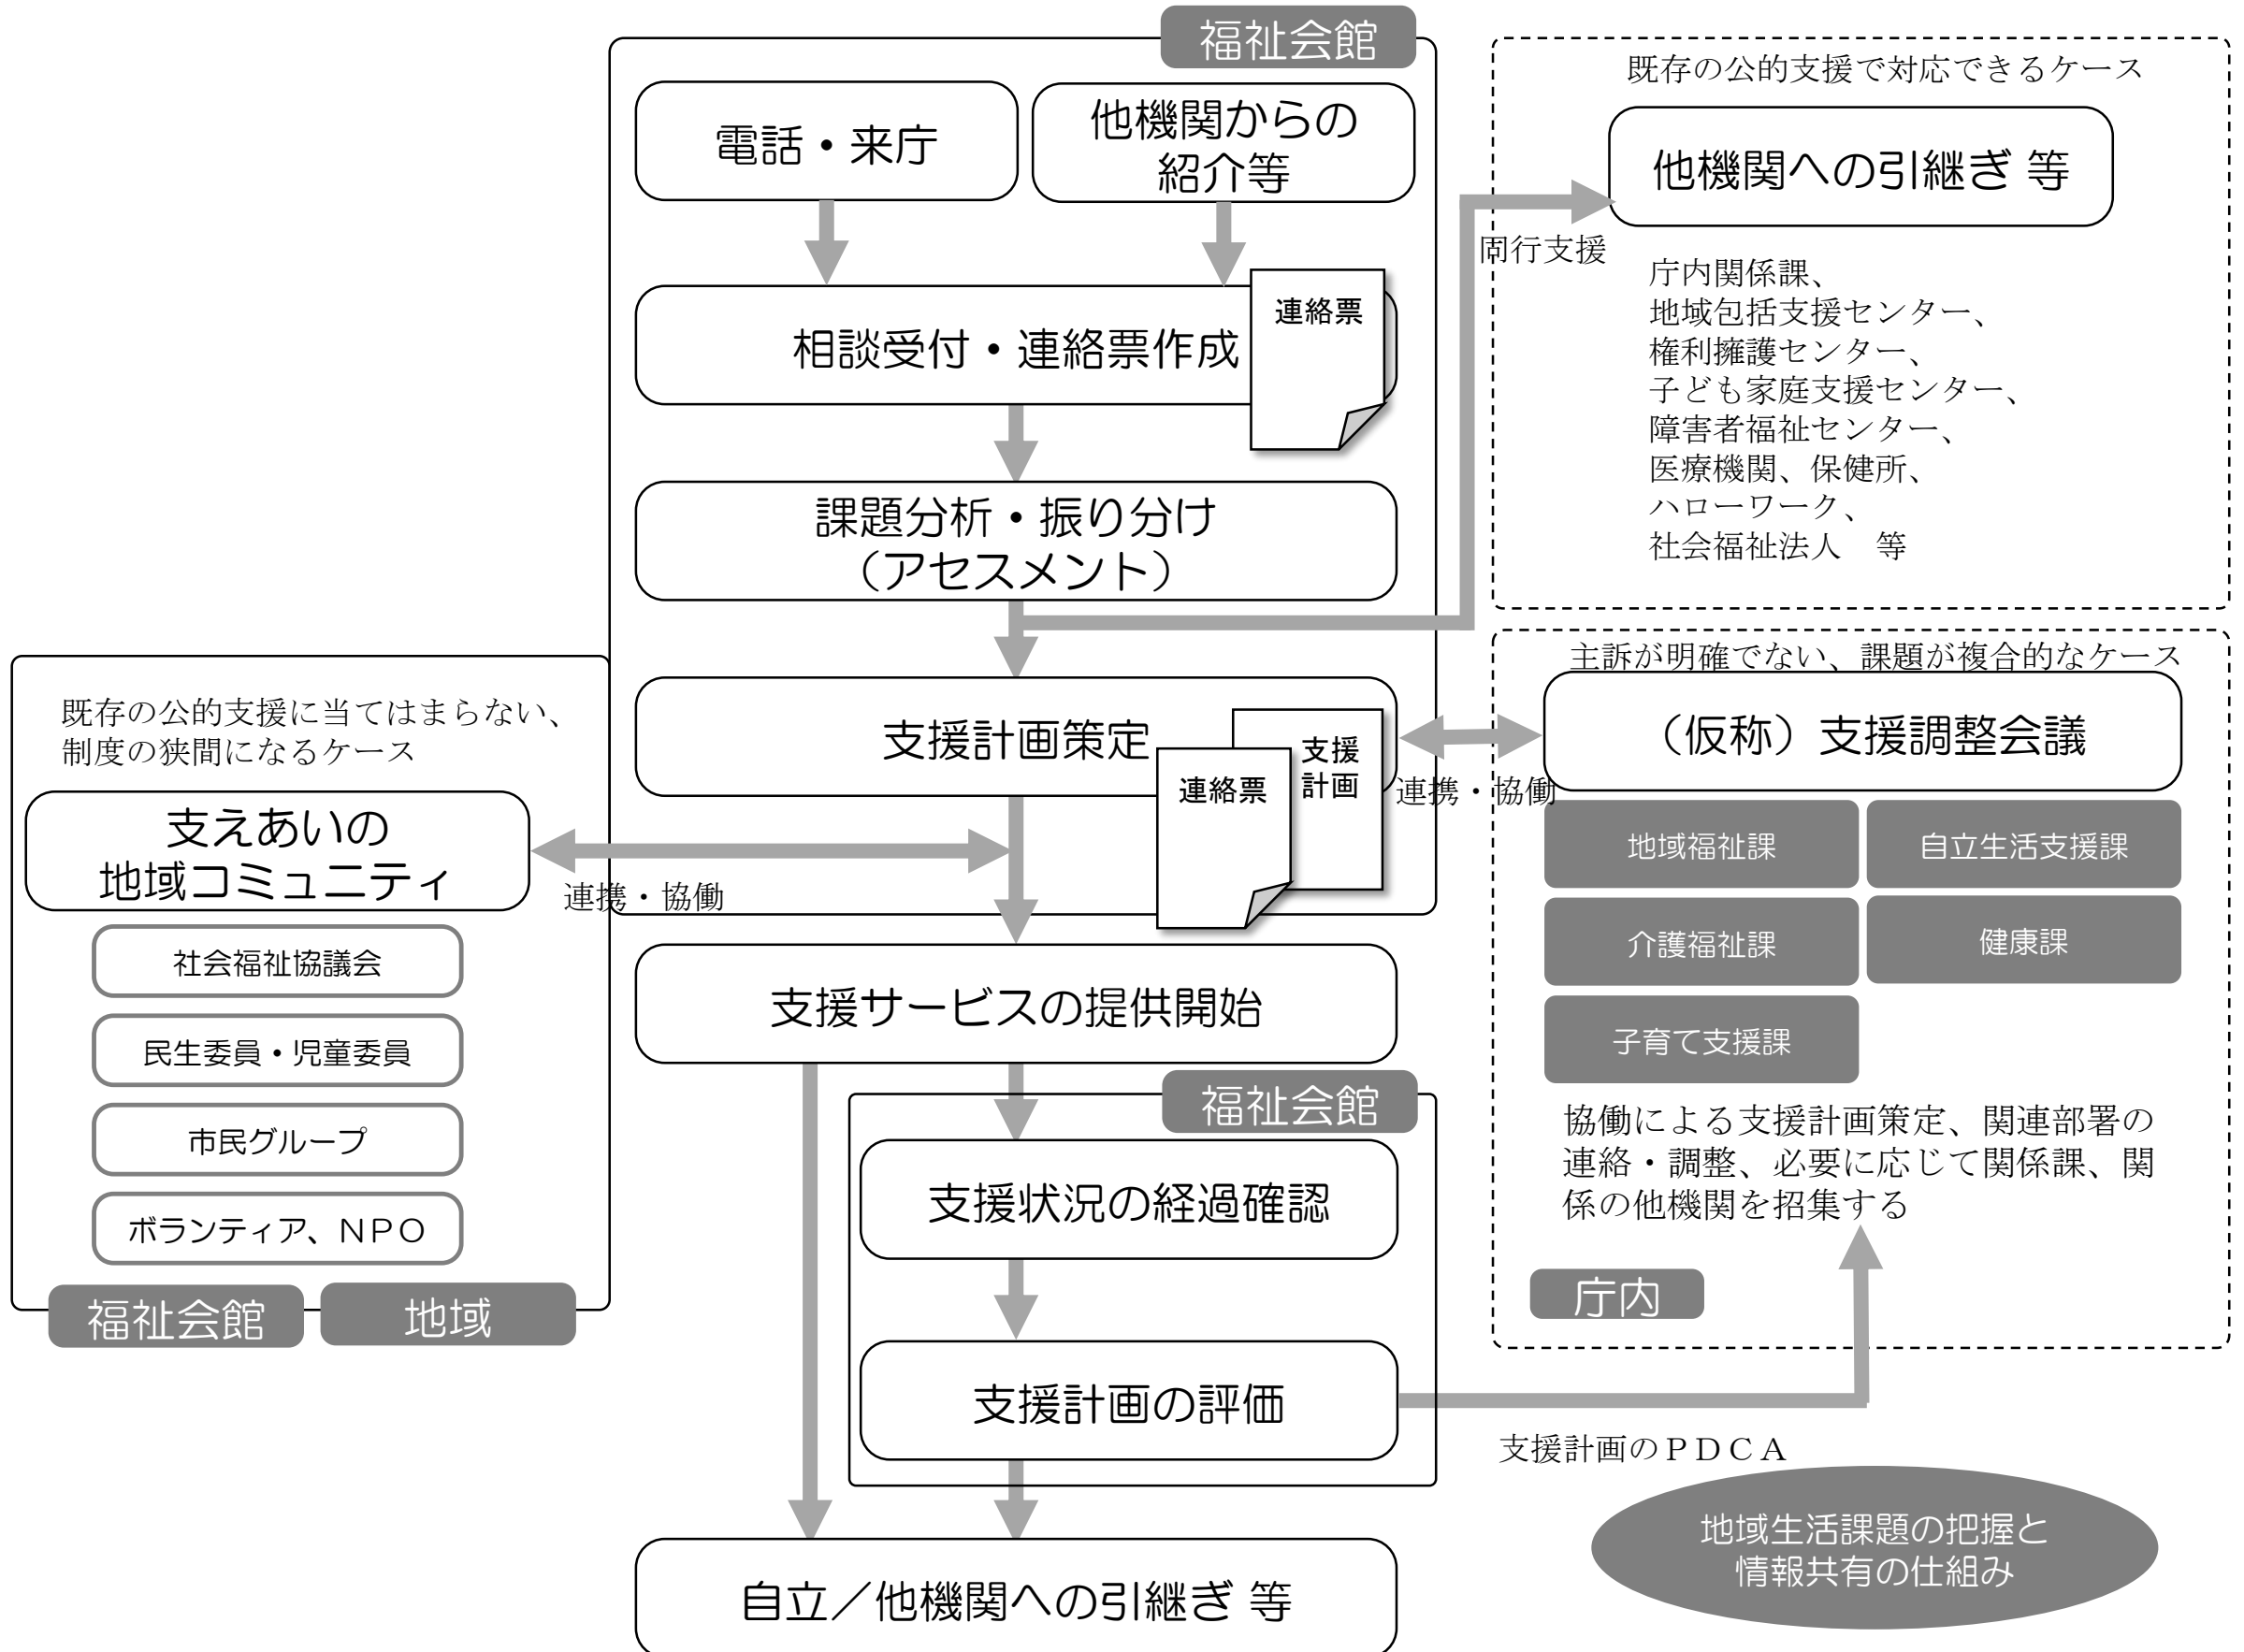 福祉会館
電話・来庁
他機関からの
紹介等
相談受付・連絡票作成
連絡票
課題分析・振り分け
（アセスメント）
支援計画策定
連絡票
支援
計画
既存の公的支援で対応できるケース
他機関への引継ぎ 等
同行支援
庁内関係課、
地域包括支援センター、
権利擁護センター、
子ども家庭支援センター、
障害者福祉センター、
医療機関、保健所、
ハローワーク、
社会福祉法人　等
主訴が明確でない、課題が複合的なケース
（仮称）支援調整会議
連携・協働
地域福祉課
自立生活支援課
介護福祉課
健康課
子育て支援課
協働による支援計画策定、関連部署の
連絡・調整、必要に応じて関係課、関
係の他機関を招集する
庁内
既存の公的支援に当てはまらない、
制度の狭間になるケース
支えあいの
地域コミュニティ
連携・協働
社会福祉協議会
民生委員・児童委員
市民グループ
ボランティア、ＮＰＯ
福祉会館
地域
支援サービスの提供開始
福祉会館
支援状況の経過確認
支援計画の評価
支援計画のＰＤＣＡ
地域生活課題の把握と
情報共有の仕組み
自立／他機関への引継ぎ 等